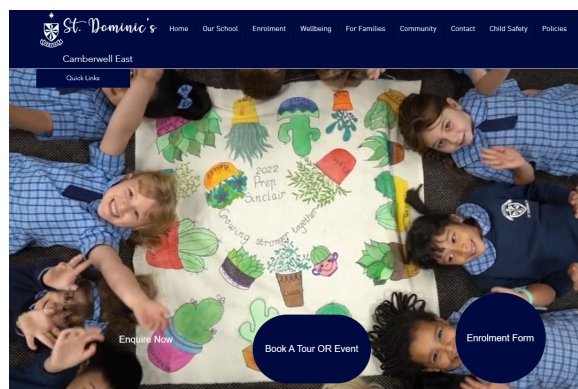 St. Dominic's
Home Our School Enrolment Wellbeing For Families Community Contact Child Safety Policies
Camberwell East
Quick Links
2022
Prep
Sinclair
Growing stronger together
Enquire Now
Book A Tour OR Event
Enrolment Form